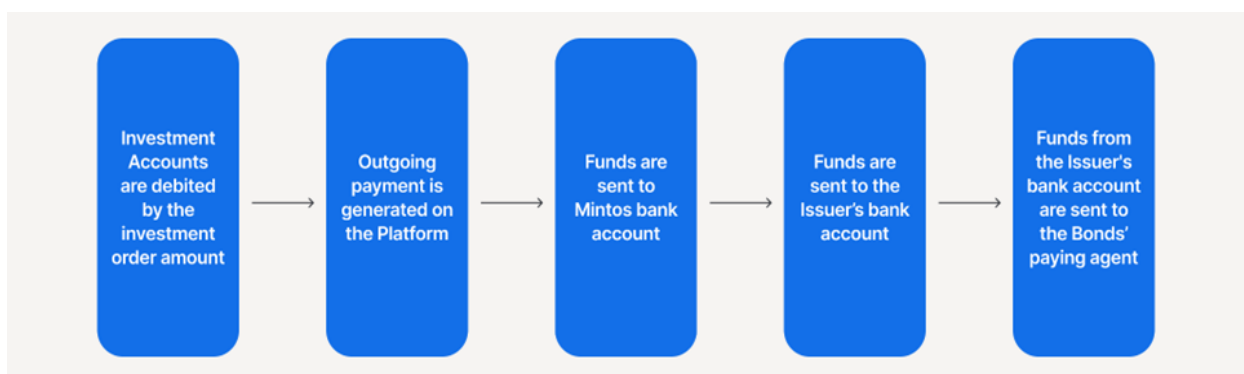 Investment
Accounts
are debited
by the
investment
order amount
Outgoing
payment is
generated on
the Platform
Funds are
sent to
Mintos bank
account
Funds are
sent to the
Issuer’s bank
account
Funds from
the Issuer's
bank account
are sent to
the Bonds’
paying agent